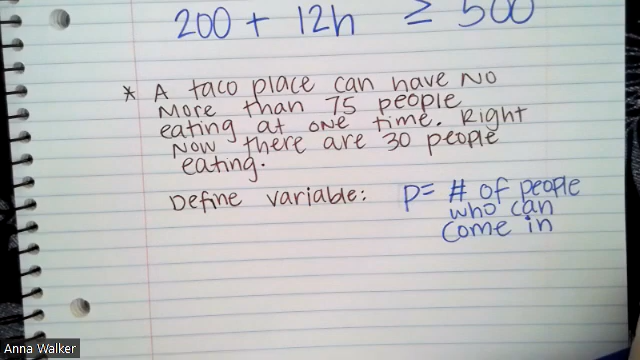 200 + 12h ≥ 500
* A taco place can have no
more than 75 people
eating at one time. Right
now there are 30 people
eating.
Define variable: p= # of people
who can
come in
Anna Walker